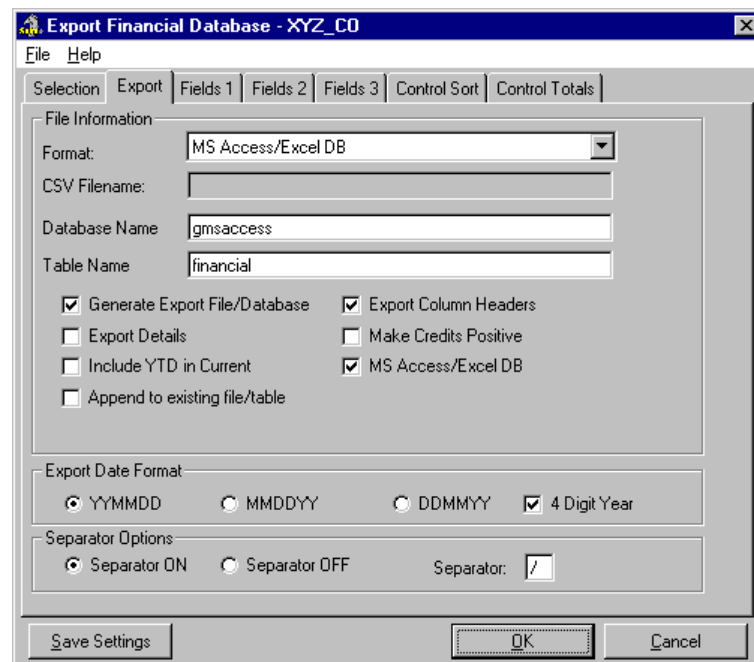 Export Financial Database - XYZ_CO
File Help
Selection Export Fields 1 Fields 2 Fields 3 Control Sort Control Totals
File Information
Format: MS Access/Excel DB
CSV Filename:
Database Name gmsaccess
Table Name financial
Generate Export File/Database Export Column Headers
Export Details Make Credits Positive
Include YTD in Current MS Access/Excel DB
Append to existing file/table
Export Date Format
YYMMDD MMDDYY DDMMYY 4 Digit Year
Separator Options
Separator ON Separator OFF Separator: /
Save Settings OK Cancel